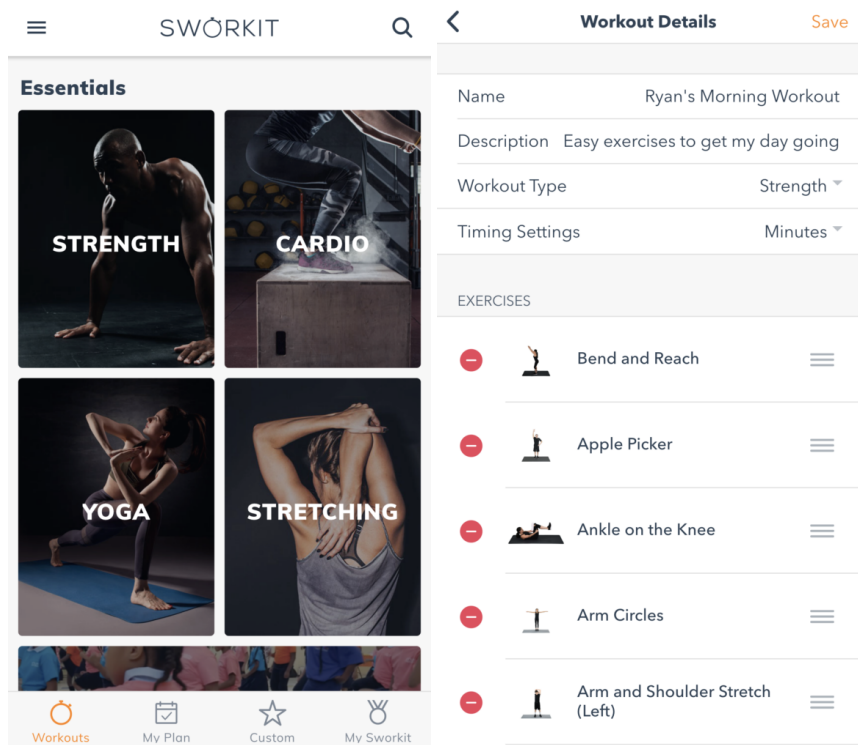 SWORKIT
Essentials
STRENGTH
CARDIO
YOGA
STRETCHING
Workouts
My Plan
Custom
My Sworkit
Workout Details
Save
Name
Ryan's Morning Workout
Description
Easy exercises to get my day going
Workout Type
Strength
Timing Settings
Minutes
EXERCISES
Bend and Reach
Apple Picker
Ankle on the Knee
Arm Circles
Arm and Shoulder Stretch
(Left)